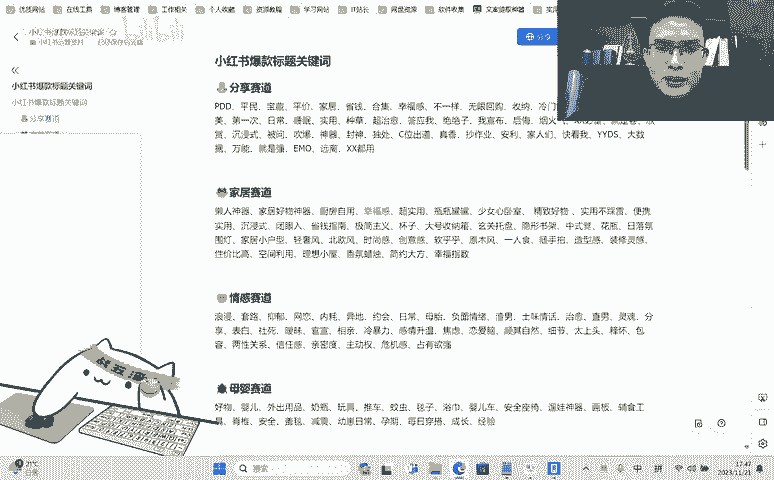 优质网站 在线工具 博客管理 工作相关 个人收藏 资源教程 学习网站 IT站长 网盘资源 软件收集 文案提取神器
小红书爆款标题关键词
分享
小红书爆款标题关键词
小红书爆款标题关键词
分享赛道
小红书爆款标题关键词
分享赛道
PDD、平民、宝藏、平价、家居、省钱、合集、幸福感、不一样、无限回购、收纳、冷门
美、第一次、日常、睡眠、实用、种草、超治愈、答应我、绝绝子、我宣布、后悔、烟火
赏、沉浸式、被问、吹爆、神器、封神、独处、C位出道、真香、抄作业、安利、家人们、快看我、YYDS、大数
据、万能、就是强、EMO、远离、XX都用
家居赛道
懒人神器、家居好物神器、厨房自用、幸福感、超实用、瓶瓶罐罐、少女心卧室、精致好物、实用不踩雷、便携
实用、沉浸式、闭眼入、省钱指南、极简主义、杯子、大号收纳箱、玄关托盘、隐形书架、中式凳、花瓶、日落氛
围灯、家居小户型、轻奢风、北欧风、时尚感、创意感、软乎乎、原木风、一人食、随手拍、造型感、装修灵感、
性价比高、空间利用、理想小屋、香氛蜡烛、简约大方、幸福指数
情感赛道
浪漫、套路、抑郁、网恋、内耗、异地、约会、日常、母胎、负面情绪、渣男、土味情话、治愈、直男、灵魂、分
享、表白、社死、暧昧、官宣、相亲、冷暴力、感情升温、焦虑、恋爱脑、顺其自然、细节、太上头、释怀、包
容、两性关系、信任感、亲密度、主动权、危机感、占有欲强
母婴赛道
好物、婴儿、外出用品、奶瓶、玩具、推车、蚊虫、毯子、浴巾、婴儿车、安全座椅、遛娃神器、画板、辅食工
具、脊椎、安全、盖毯、减震、幼崽日常、孕期、每日穿搭、成长、经验
21°C
搜索
中 拼
17:47
2023/11/21